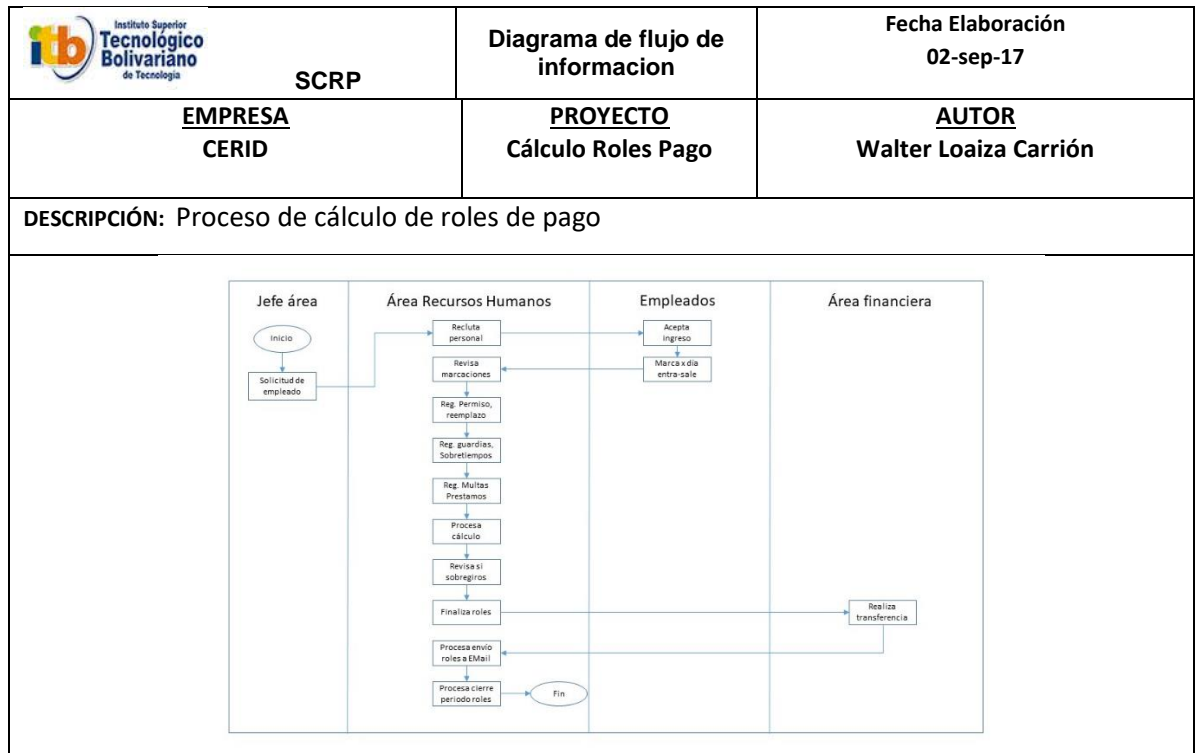 Instituto Superior
Tecnológico
Bolivariano
de Tecnología
itb
SCRP
Diagrama de flujo de
informacion
Fecha Elaboración
02-sep-17
EMPRESA
CERID
PROYECTO
Cálculo Roles Pago
AUTOR
Walter Loaiza Carrión
DESCRIPCIÓN: Proceso de cálculo de roles de pago
Jefe área
Área Recursos Humanos
Empleados
Área financiera
Inicio
Solicitud de
empleado
Recluta
personal
Acepta
ingreso
Marca x día
entra-sale
Revisa
marcaciones
Reg. Permiso,
reemplazo
Reg. guardías,
Sobretiempos
Reg. Multas
Prestamos
Procesa
cálculo
Revisa si
sobregiros
Finaliza roles
Realiza
transferencia
Procesa envío
roles a EMail
Procesa cierre
periodo roles
Fin